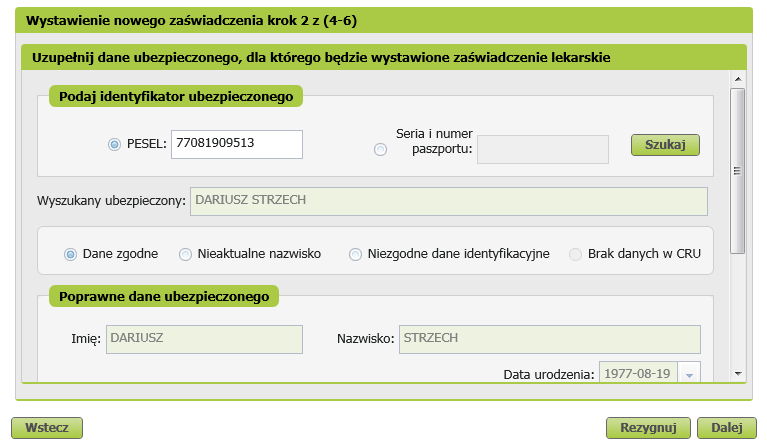 Wystawienie nowego zaświadczenia krok 2 z (4-6)
Uzupełnij dane ubezpieczonego, dla którego będzie wystawione zaświadczenie lekarskie
Podaj identyfikator ubezpieczonego
PESEL: 77081909513
Seria i numer
paszportu:
Szukaj
Wyszukany ubezpieczony: DARIUSZ STRZECH
Dane zgodne Nieaktualne nazwisko Niezgodne dane identyfikacyjne Brak danych w CRU
Poprawne dane ubezpieczonego
Imię: DARIUSZ Nazwisko: STRZECH
Data urodzenia: 1977-08-19
Wstecz Rezygnuj Dalej